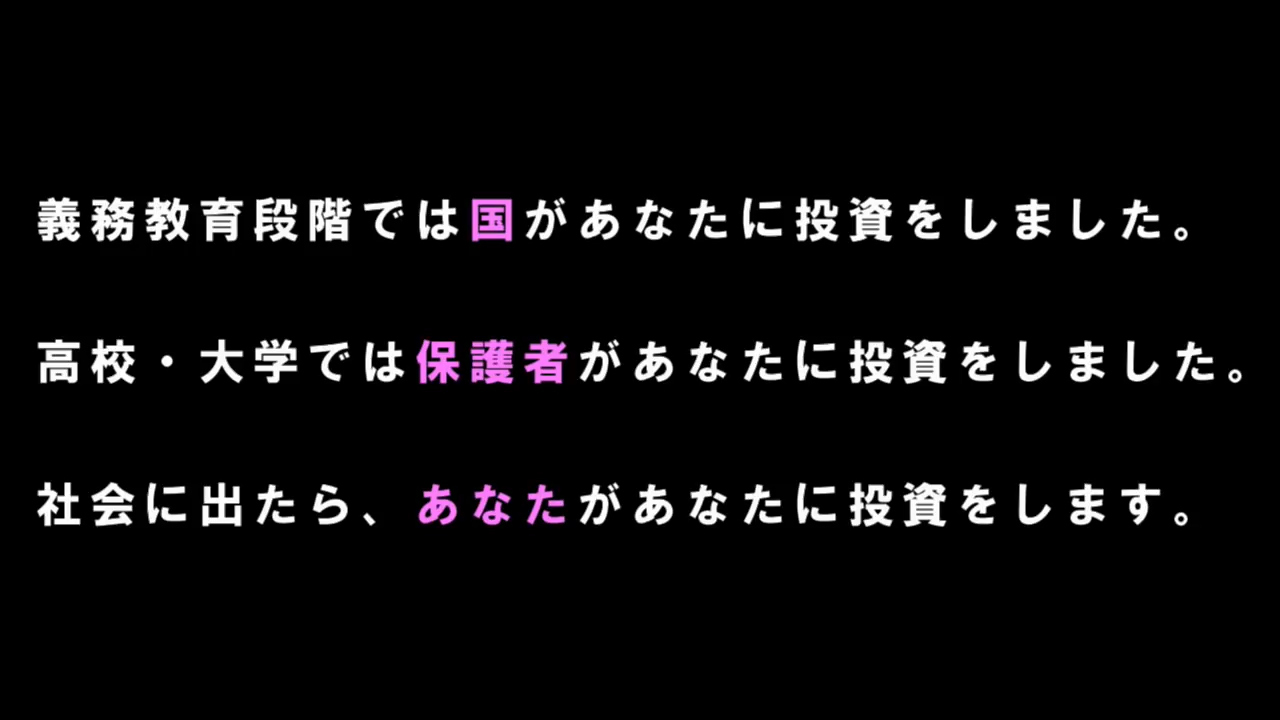 義務教育段階では国があなたに投資をしました。
高校・大学では保護者があなたに投資をしました。
社会に出たら、あなたがあなたに投資をします。